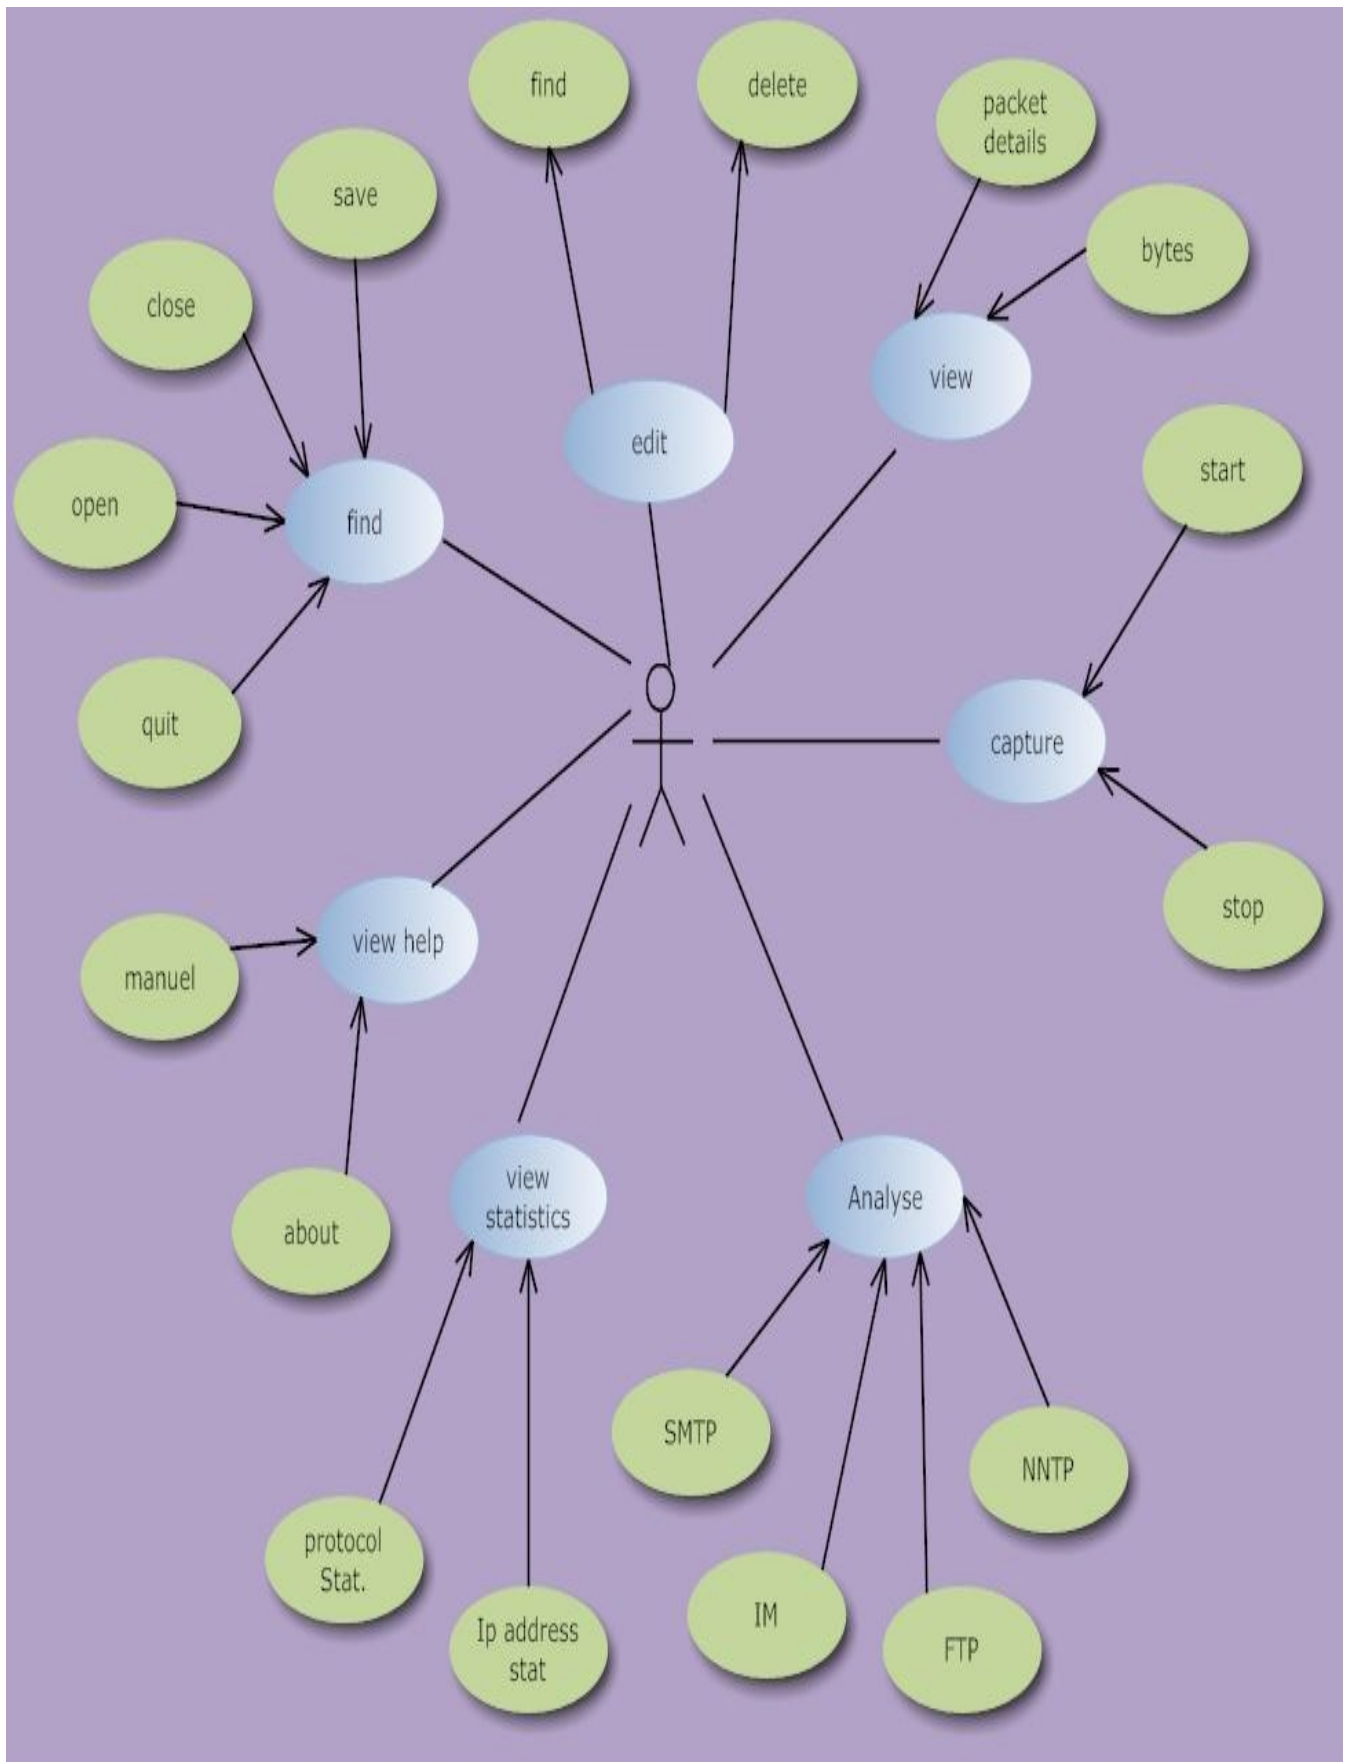 find
delete
packet
details
save
bytes
close
view
edit
start
open
find
quit
capture
stop
view help
manuel
view
statistics
Analyse
about
SMTP
NNTP
protocol
Stat.
IM
Ip address
stat
FTP